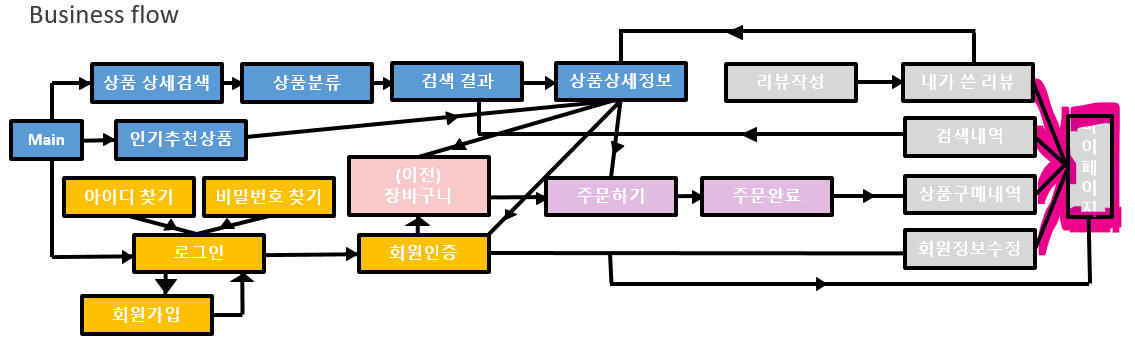 Business flow
상품 상세검색
상품분류
검색 결과
상품상세정보
리뷰작성
내가 쓴 리뷰
Main
인기추천상품
검색내역
마
이
페
이
지
(이전)
장바구니
아이디 찾기
비밀번호 찾기
주문하기
주문완료
상품구매내역
로그인
회원인증
회원정보수정
회원가입